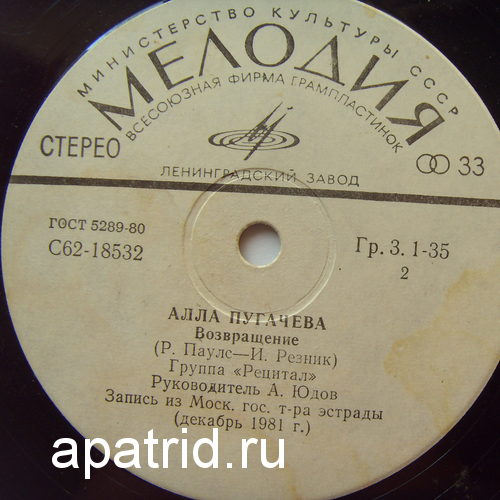 МИНИСТЕРСТВО КУЛЬТУРЫ СССР
МЕЛОДИЯ
ВСЕСОЮЗНАЯ ФИРМА ГРАМПЛАСТИНОК
СТЕРЕО
33
ЛЕНИНГРАДСКИЙ ЗАВОД
ГОСТ 5289-80
С62-18532
Гр. 3. 1-35
2
АЛЛА ПУГАЧЕВА
Возвращение
(Р. Паулс—И. Резник)
Группа «Рецитал»
Руководитель А. Юдов
Запись из Моск. гос. т-ра эстрады
(декабрь 1981 г.)
apatrid.ru